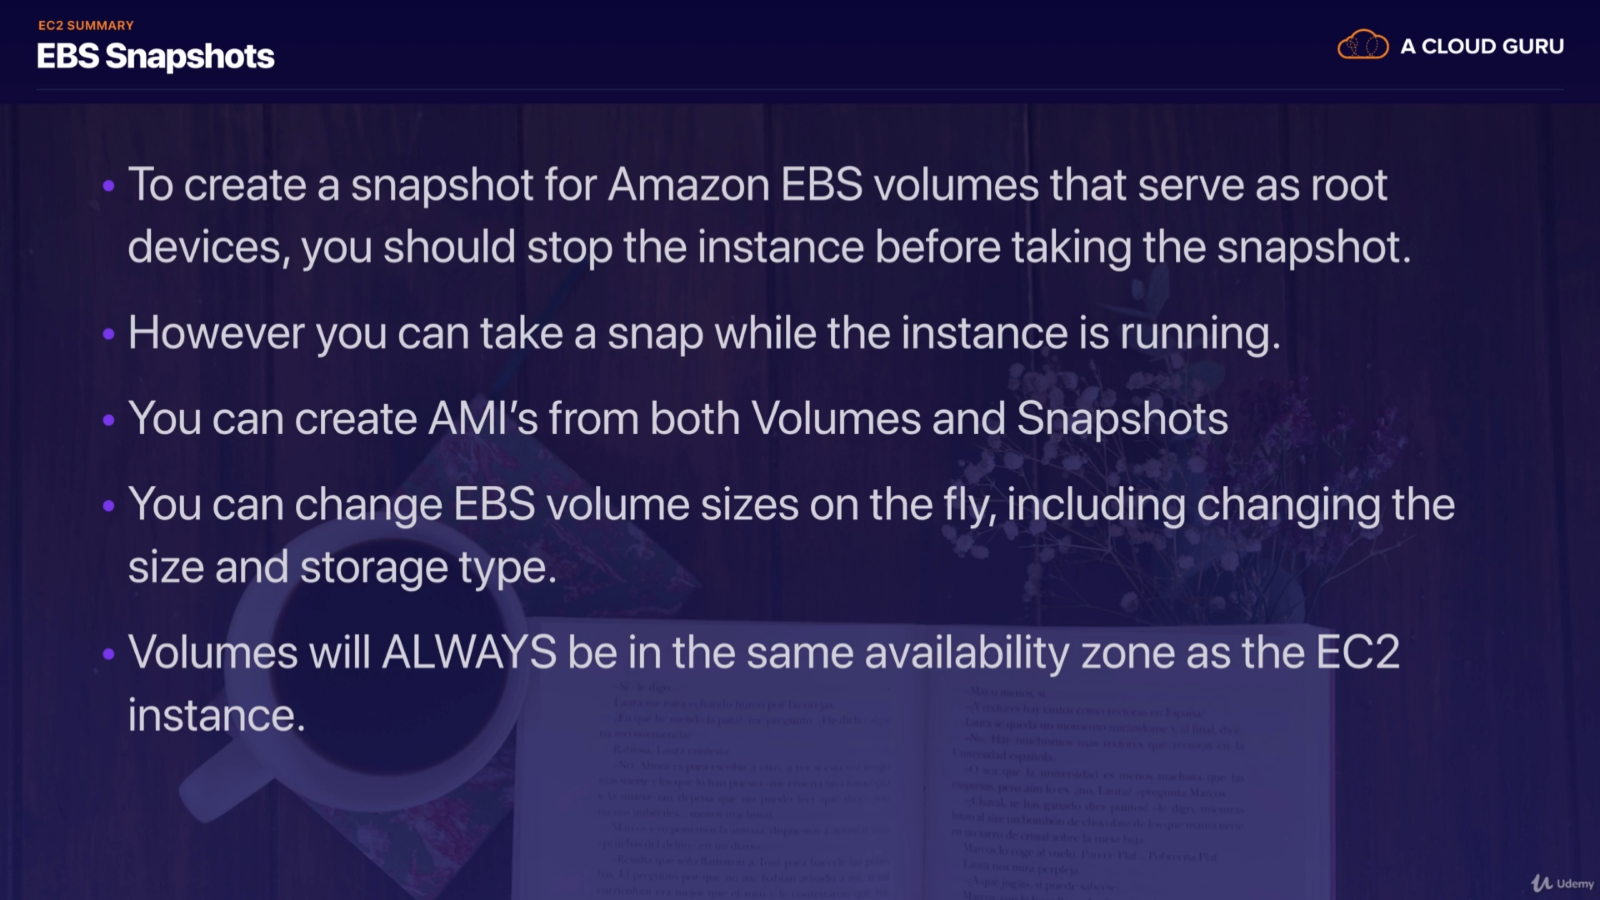 EC2 SUMMARY
EBS Snapshots
A CLOUD GURU
• To create a snapshot for Amazon EBS volumes that serve as root
devices, you should stop the instance before taking the snapshot.
• However you can take a snap while the instance is running.
• You can create AMI’s from both Volumes and Snapshots
• You can change EBS volume sizes on the fly, including changing the
size and storage type.
• Volumes will ALWAYS be in the same availability zone as the EC2
instance.
Udemy